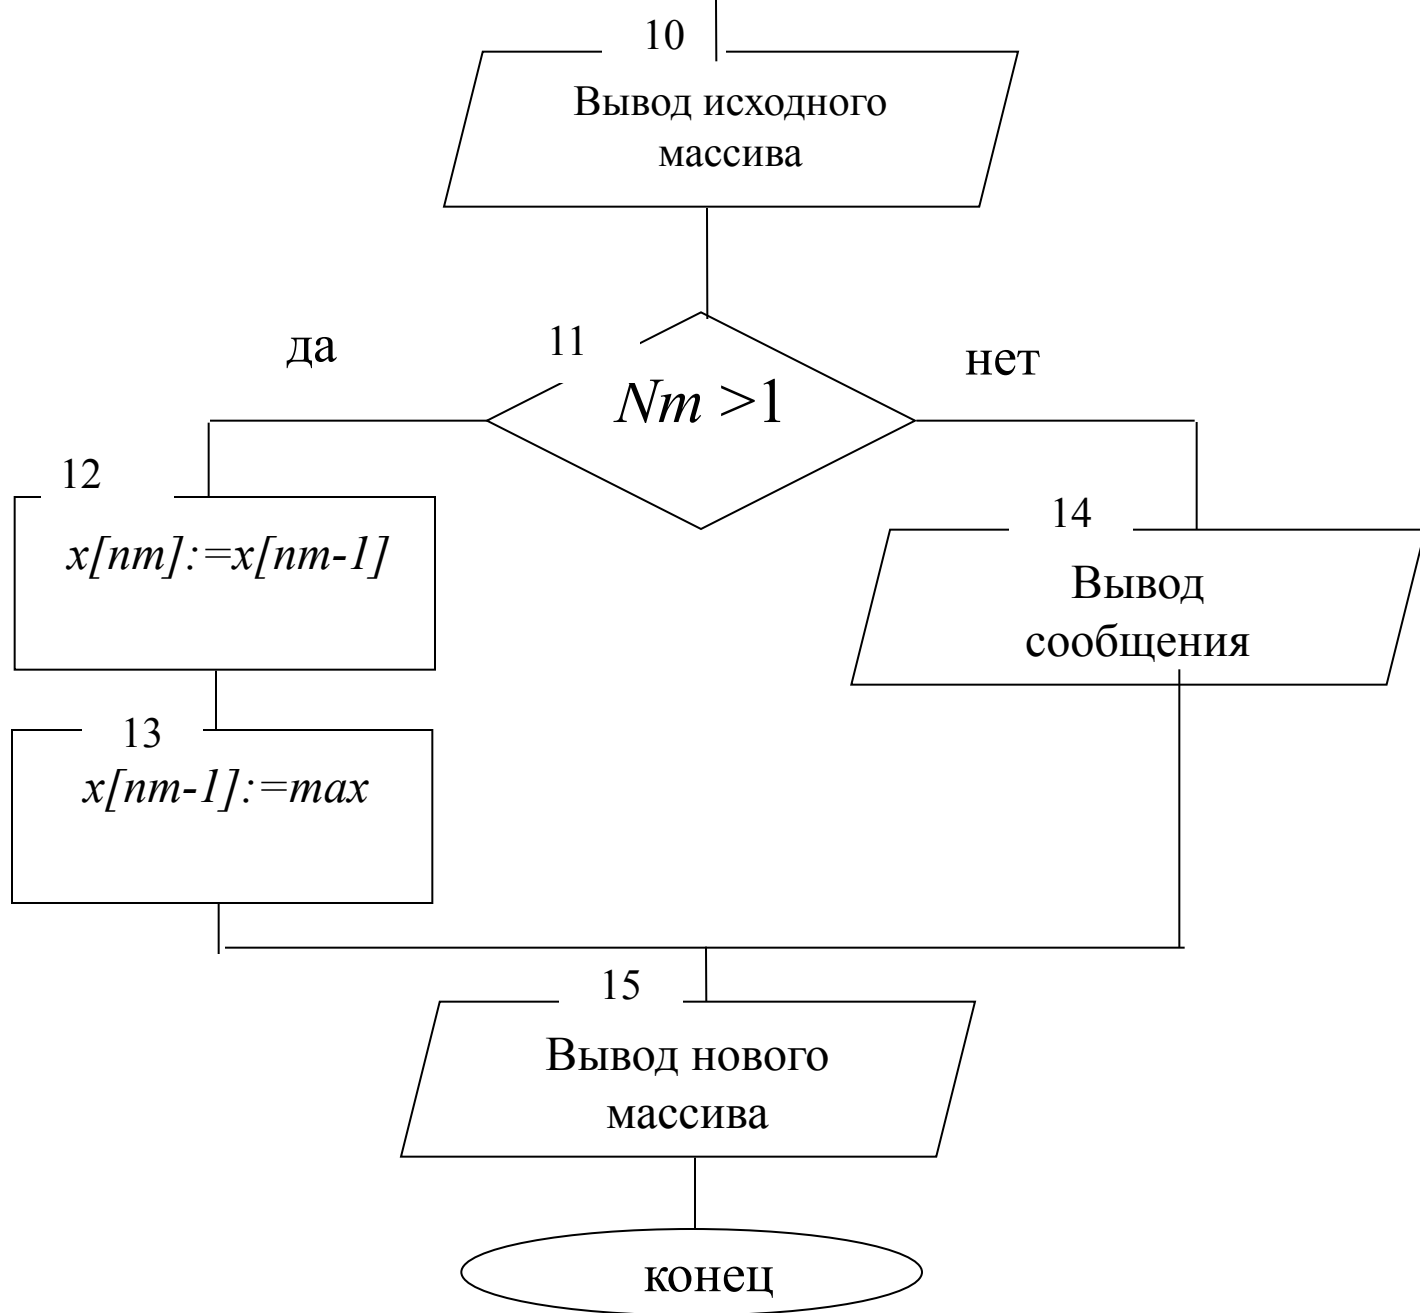 10
Вывод исходного
массива
да
11
нет
Nm >1
12
x[nm]:=x[nm-1]
14
Вывод
сообщения
13
x[nm-1]:=max
15
Вывод нового
массива
конец